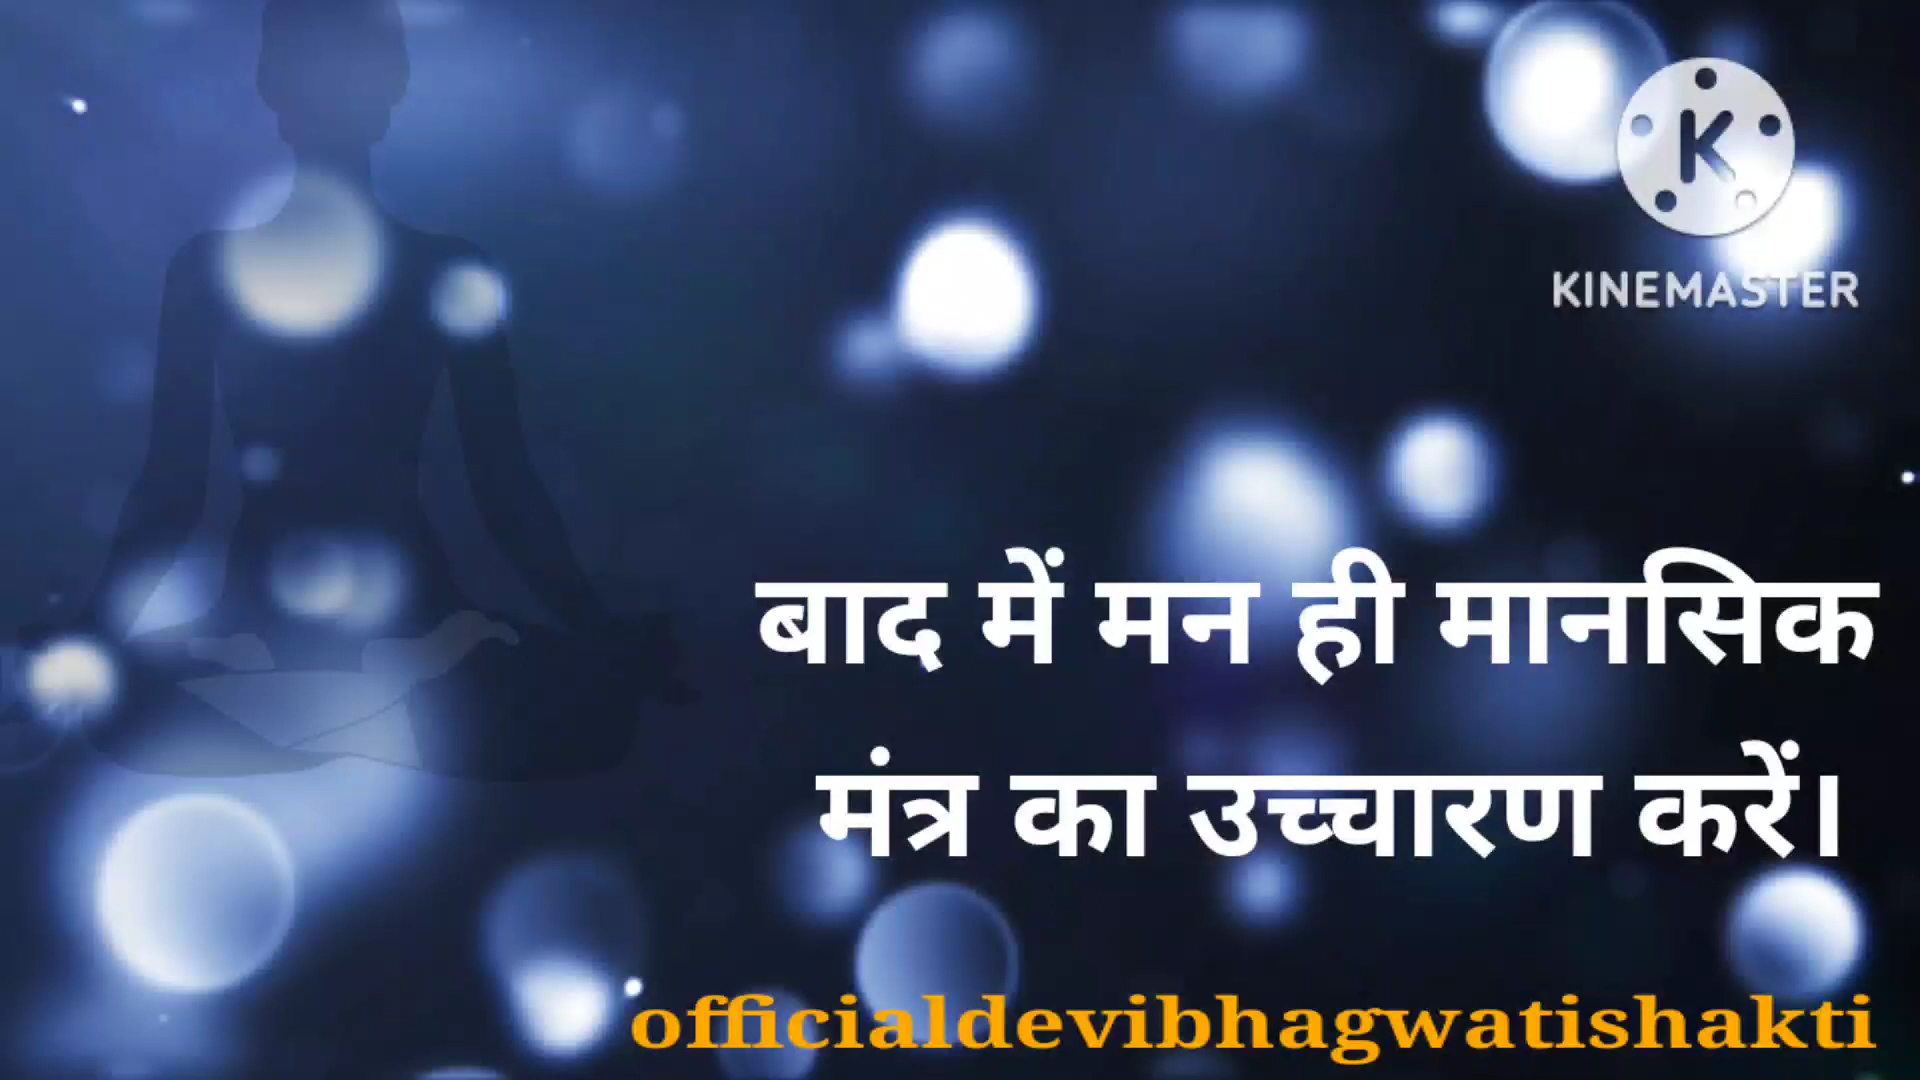 K
KINEMASTER
बाद में मन ही मानसिक
मंत्र का उच्चारण करें।
officialdevibhagwatishakti